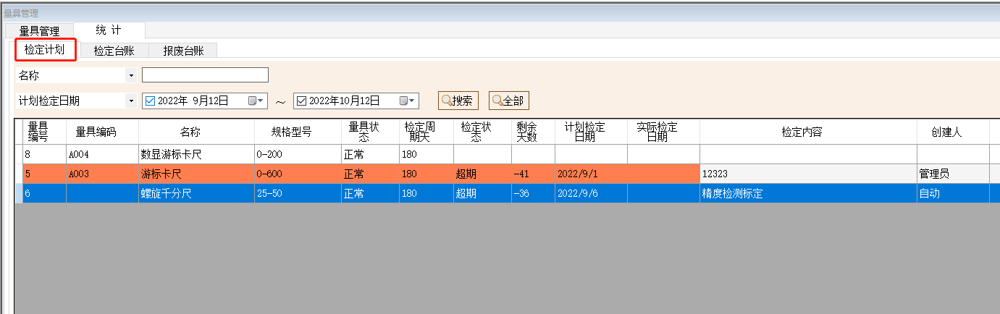 量具管理
量具管理 统 计
检定计划 检定台账 报废台账
名称
计划检定日期 2022年 9月12日 ~ 2022年10月12日 搜索 全部
量具编号 量具编码 名称 规格型号 量具状态 检定周期天 检定状态 剩余天数 计划检定日期 实际检定日期 检定内容 创建人
8 A004 数显游标卡尺 0-200 正常 180
5 A003 游标卡尺 0-600 正常 180 超期 -41 2022/9/1 12323 管理员
6 螺旋千分尺 25-50 正常 180 超期 -36 2022/9/6 精度检测标定 自动